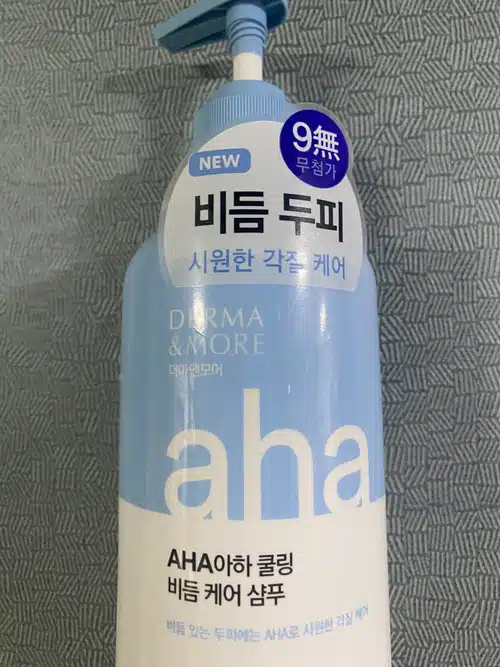 9無
무첨가
NEW
비듬 두피
시원한 각질 케어
DERMA
&MORE
더마앤모어
aha
AHA아하 쿨링
비듬 케어 샴푸
비듬 있는 두피에는 AHA로 시원한 각질 케어